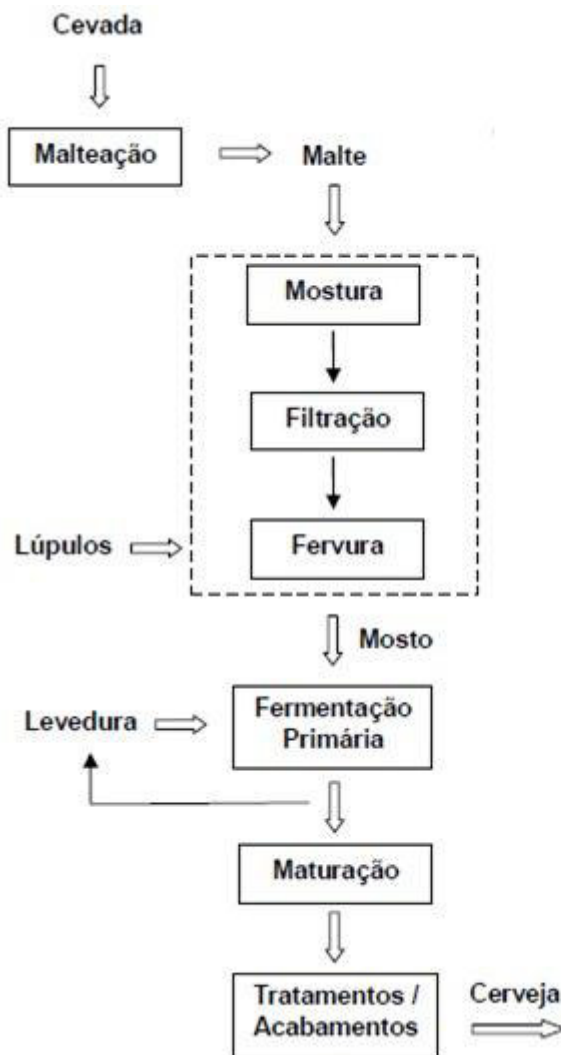 Cevada
Malteação
Malte
Mostura
Filtração
Lúpulos
Fervura
Mosto
Levedura
Fermentação
Primária
Maturação
Tratamentos /
Acabamentos
Cerveja